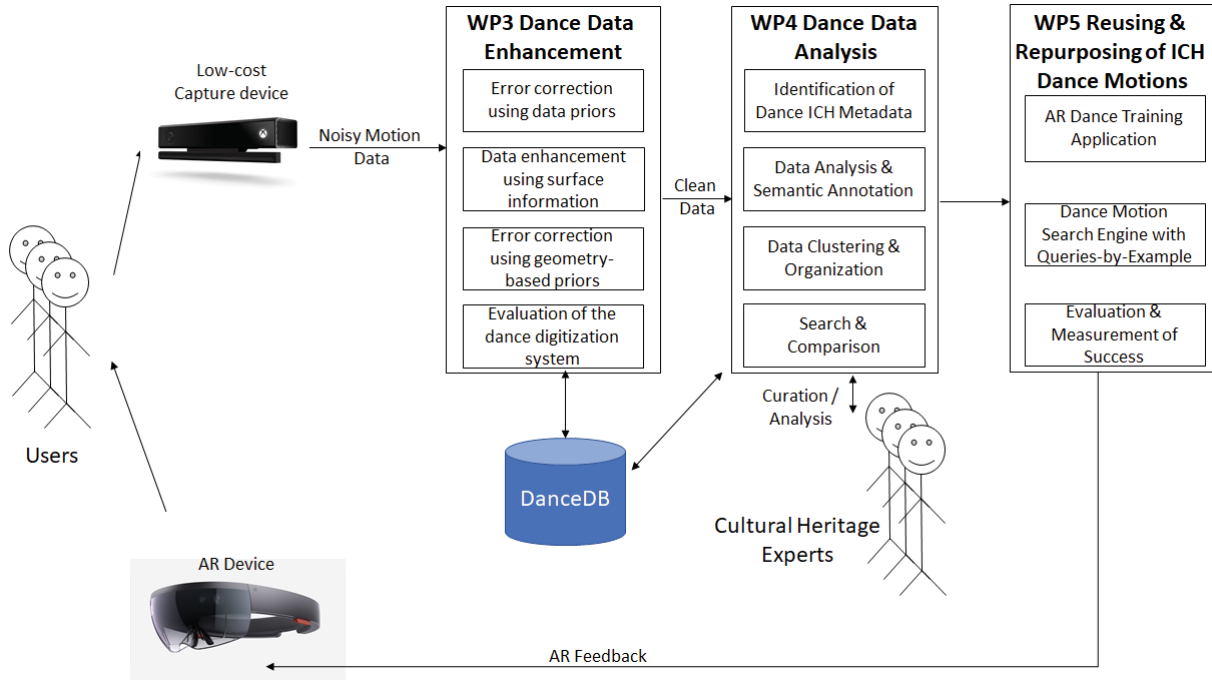 Low-cost
Capture device
Noisy Motion
Data
Users
WP3 Dance Data
Enhancement
Error correction
using data priors
Data enhancement
using surface
information
Error correction
using geometry-
based priors
Evaluation of the
dance digitization
system
Clean
Data
WP4 Dance Data
Analysis
Identification of
Dance ICH Metadata
Data Analysis &
Semantic Annotation
Data Clustering &
Organization
Search &
Comparison
WP5 Reusing &
Repurposing of ICH
Dance Motions
AR Dance Training
Application
Dance Motion
Search Engine with
Queries-by-Example
Evaluation &
Measurement of
Success
Curation /
Analysis
DanceDB
Cultural Heritage
Experts
AR Device
AR Feedback